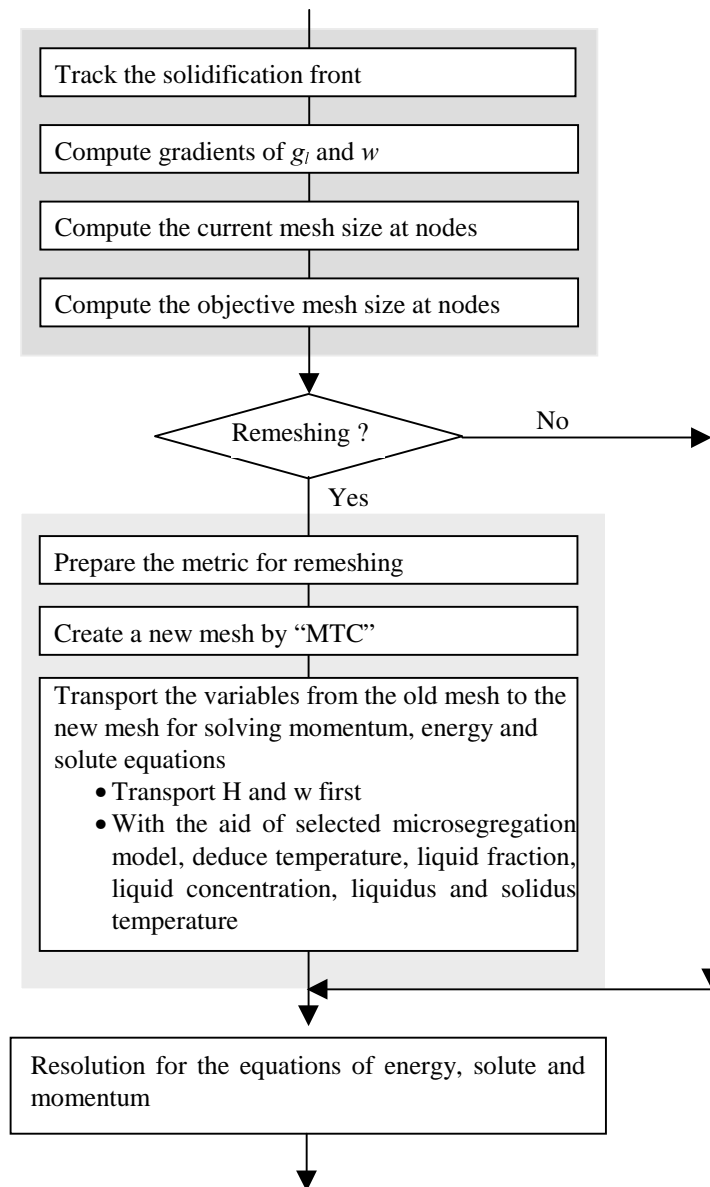 Track the solidification front
Compute gradients of gl and w
Compute the current mesh size at nodes
Compute the objective mesh size at nodes
Remeshing ?
No
Yes
Prepare the metric for remeshing
Create a new mesh by “MTC”
Transport the variables from the old mesh to the
new mesh for solving momentum, energy and
solute equations
• Transport H and w first
• With the aid of selected microsegregation
model, deduce temperature, liquid fraction,
liquid concentration, liquidus and solidus
temperature
Resolution for the equations of energy, solute and
momentum